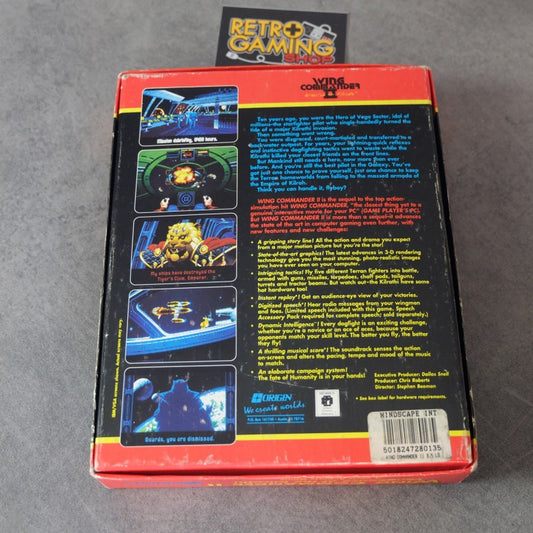 RETRO
GAMING
SHOP
WING
COMMANDER
II
Ten years ago, you were the Hero of Vega Sector, idol of
millions-the starfighter pilot who single-handedly turned the
tide of a major Kilrathi invasion.
Then something went wrong.
You were disgraced, court-martialed and transferred to a
backwater outpost. For years, your lightning-quick reflexes
and instinctive dogfighting tactics went to waste while the
Kilrathi killed your closest friends on the front lines.
But Mankind still needs a hero, now more than ever
before. And you're still the best pilot in the Galaxy. You've
got just one chance to prove yourself, just one chance to
keep the Terran homeworlds from falling to the massed armada of
the Empire of Kilrah.
Think you can handle it, flyboy?
WING COMMANDER II is the sequel to the top action-
simulation hit WING COMMANDER, "the closest thing yet to a
genuine interactive movie for your PC" (GAME PLAYER'S PC).
But WING COMMANDER II is more than a sequel-it advances
the state of the art in computer gaming even further, with
new features and new challenges:
• A gripping story line! All the action and drama you expect
from a major motion picture but you're the star!
• State-of-the-art graphics! The latest advances in 3-D rendering
technology give you the most stunning, photo-realistic images
you have ever seen on your computer.
• Intriguing tactics! Fly five different Terran fighters into battle,
armed with guns, missiles, torpedoes, chaff pods, tailguns,
turrets and tractor beams. But watch out-the Kilrathi have some
hot hardware too!
• Distant replay! Get an audience-eye view of your victories.
• Digitized speech! Hear radio messages from your wingmen
and foes. (Limited speech included with this game. Speech
Accessory Pack required for complete speech; sold separately.)
• Dynamic Intelligence! Every dogfight is an exciting challenge,
whether you're a novice or an ace of aces, because your
opponents match your skill level. The better you fly, the better
they fly!
• A thrilling musical score! The soundtrack senses the action
on-screen and alters the pacing, tempo and mood of the music
to match.
• An elaborate campaign system!
The fate of Humanity is in your hands!
Executive Producer: Dallas Snell
Producer: Chris Roberts
Director: Stephen Beeman
• See box label for hardware requirements.
Mission debriefing, 1400 hours.
My ships have destroyed the
Tiger's Claw, Emperor.
Guards, you are dismissed.
ORIGIN
We create worlds.
MINDSCAPE INT
5018247280135
WING COMMANDER II